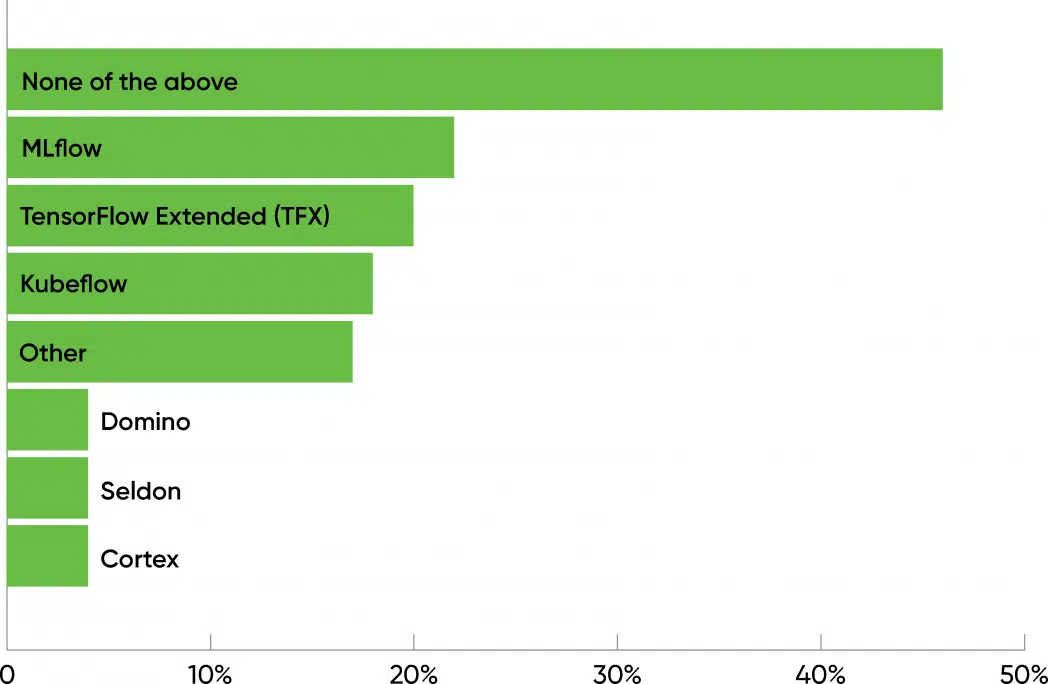 None of the above
MLflow
TensorFlow Extended (TFX)
Kubeflow
Other
Domino
Seldon
Cortex
0 10% 20% 30% 40% 50%